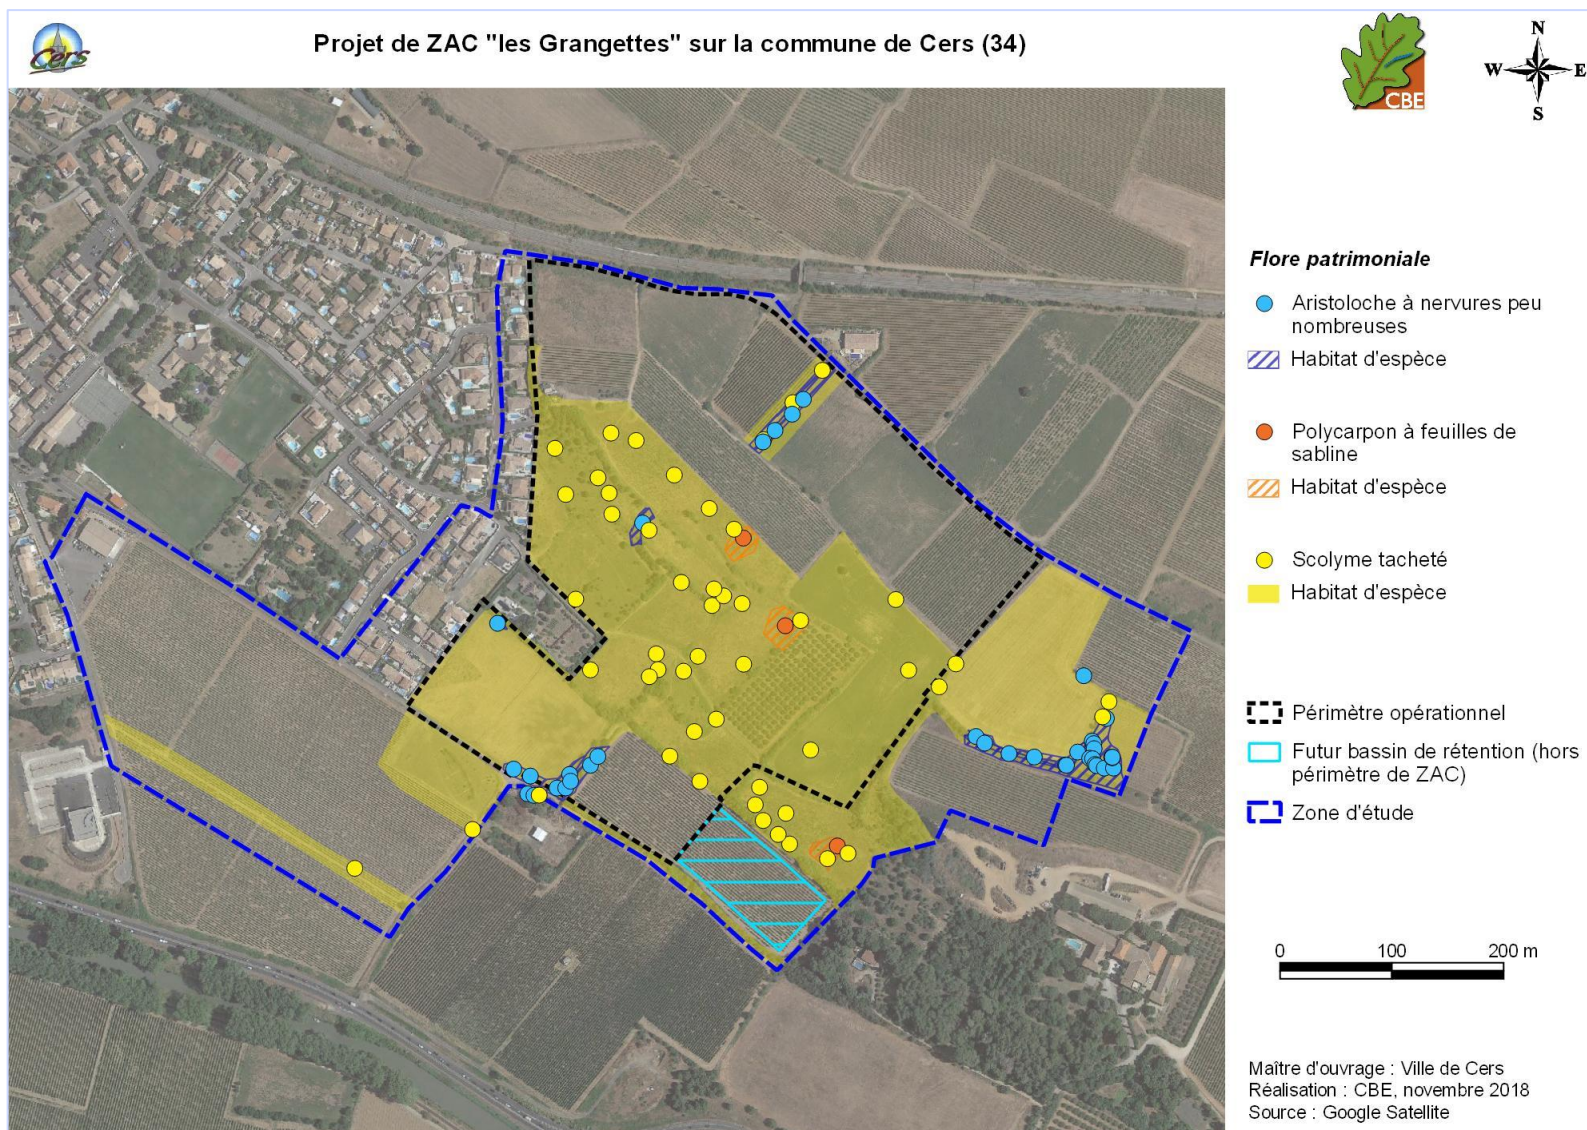 Cers
Projet de ZAC "les Grangettes" sur la commune de Cers (34)
CBE
N
W E
S
Flore patrimoniale
Aristoloche à nervures peu
nombreuses
Habitat d'espèce
Polycarpon à feuilles de
sabline
Habitat d'espèce
Scolyme tacheté
Habitat d'espèce
Périmètre opérationnel
Futur bassin de rétention (hors
périmètre de ZAC)
Zone d'étude
0 100 200 m
Maître d'ouvrage : Ville de Cers
Réalisation : CBE, novembre 2018
Source : Google Satellite